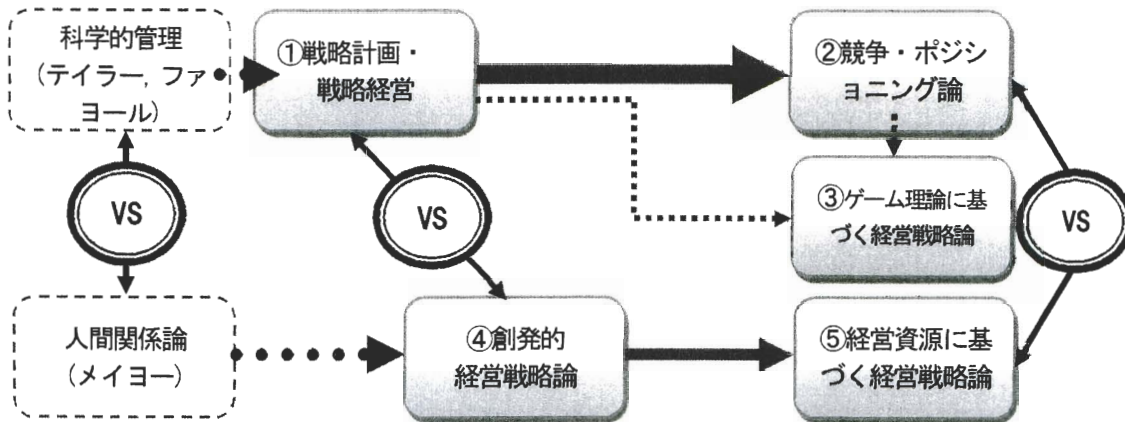 科学的管理
（テイラー，ファ
ヨール）
①戦略計画・
戦略経営
②競争・ポジシ
ョニング論
VS
VS
③ゲーム理論に基
づく経営戦略論
VS
人間関係論
（メイヨー）
④創発的
経営戦略論
⑤経営資源に基
づく経営戦略論